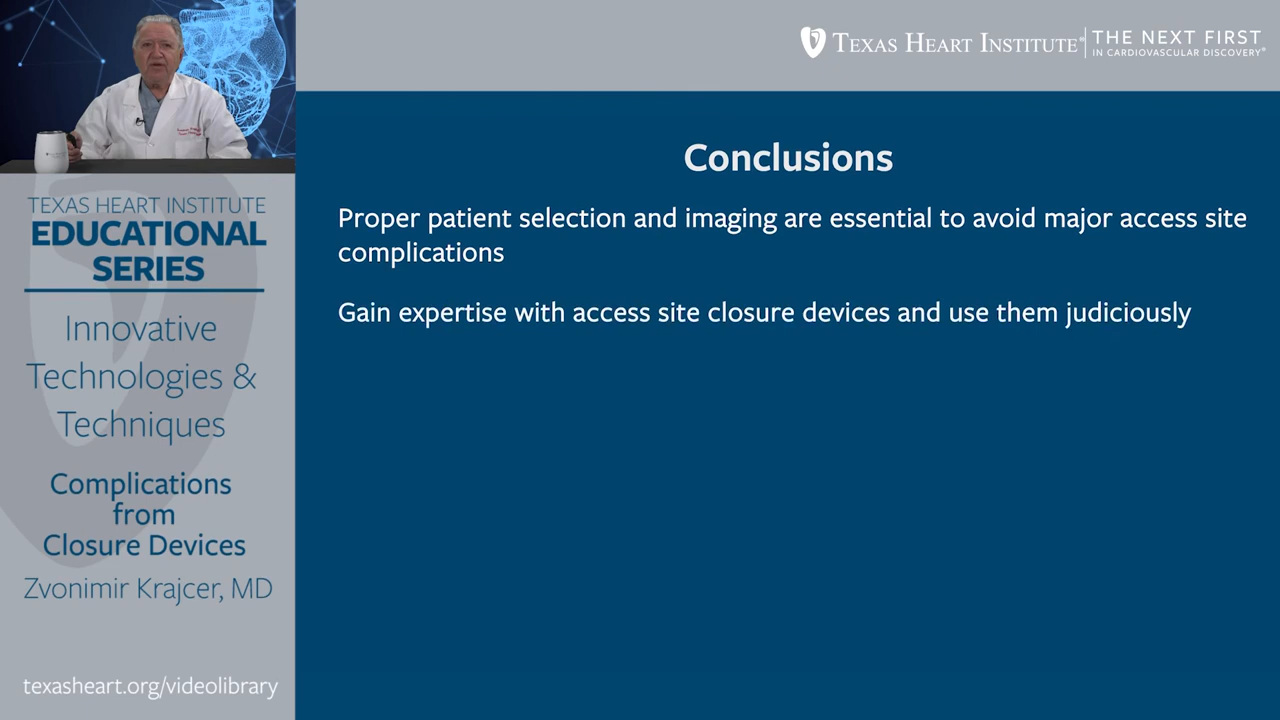 TEXAS HEART INSTITUTE® THE NEXT FIRST
IN CARDIOVASCULAR DISCOVERY®
TEXAS HEART INSTITUTE
EDUCATIONAL
SERIES
Innovative
Technologies &
Techniques
Complications
from
Closure Devices
Zvonimir Krajcer, MD
texasheart.org/videolibrary
Conclusions
Proper patient selection and imaging are essential to avoid major access site
complications
Gain expertise with access site closure devices and use them judiciously